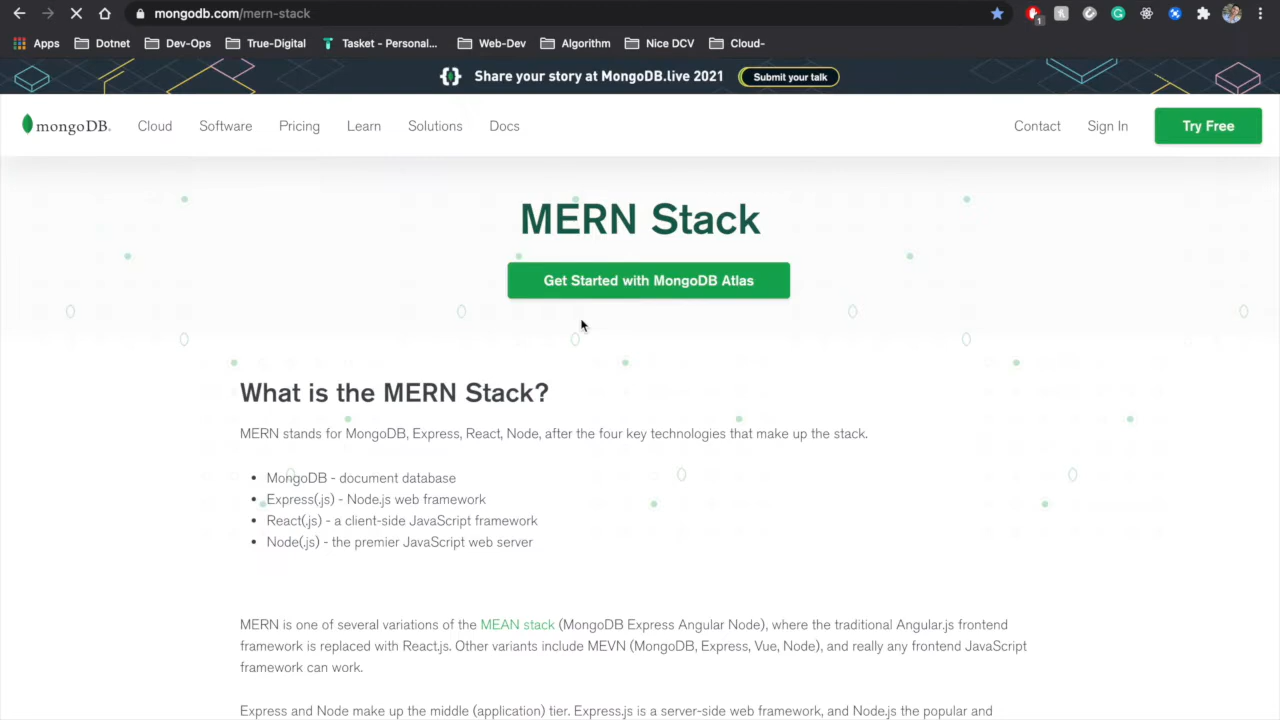 mongodb.com/mern-stack
1
Apps Dotnet Dev-Ops True-Digital Tasket - Personal... Web-Dev Algorithm Nice DCV Cloud-
Share your story at MongoDB.live 2021 Submit your talk
mongoDB. Cloud Software Pricing Learn Solutions Docs Contact Sign In Try Free
MERN Stack
Get Started with MongoDB Atlas
What is the MERN Stack?
MERN stands for MongoDB, Express, React, Node, after the four key technologies that make up the stack.
• MongoDB - document database
• Express(.js) - Node.js web framework
• React(.js) - a client-side JavaScript framework
• Node(.js) - the premier JavaScript web server
MERN is one of several variations of the MEAN stack (MongoDB Express Angular Node), where the traditional Angular.js frontend
framework is replaced with React.js. Other variants include MEVN (MongoDB, Express, Vue, Node), and really any frontend JavaScript
framework can work.
Express and Node make up the middle (application) tier. Express.js is a server-side web framework, and Node.js the popular and